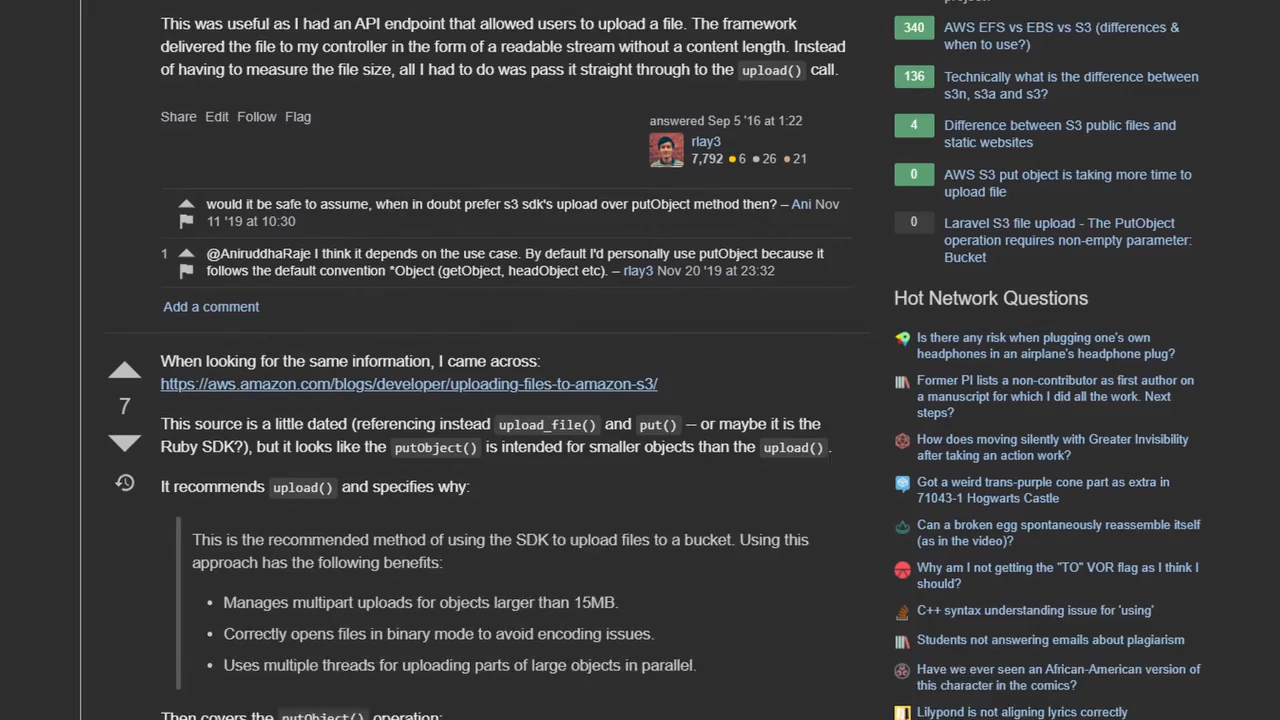 This was useful as I had an API endpoint that allowed users to upload a file. The framework
delivered the file to my controller in the form of a readable stream without a content length. Instead
of having to measure the file size, all I had to do was pass it straight through to the upload() call.
Share Edit Follow Flag
answered Sep 5 '16 at 1:22
rlay3
7,792 6 26 21
would it be safe to assume, when in doubt prefer s3 sdk's upload over putObject method then? – Ani Nov
11 '19 at 10:30
1 @AniruddhaRaje I think it depends on the use case. By default I'd personally use putObject because it
follows the default convention *Object (getObject, headObject etc). – rlay3 Nov 20 '19 at 23:32
Add a comment
When looking for the same information, I came across:
https://aws.amazon.com/blogs/developer/uploading-files-to-amazon-s3/
7
This source is a little dated (referencing instead upload_file() and put() -- or maybe it is the
Ruby SDK?), but it looks like the putObject() is intended for smaller objects than the upload().
It recommends upload() and specifies why:
This is the recommended method of using the SDK to upload files to a bucket. Using this
approach has the following benefits:
• Manages multipart uploads for objects larger than 15MB.
• Correctly opens files in binary mode to avoid encoding issues.
• Uses multiple threads for uploading parts of large objects in parallel.
Then covers the putObject() operation:
340 AWS EFS vs EBS vs S3 (differences &
when to use?)
136 Technically what is the difference between
s3n, s3a and s3?
4 Difference between S3 public files and
static websites
0 AWS S3 put object is taking more time to
upload file
0 Laravel S3 file upload - The PutObject
operation requires non-empty parameter:
Bucket
Hot Network Questions
Is there any risk when plugging one's own
headphones in an airplane's headphone plug?
Former PI lists a non-contributor as first author on
a manuscript for which I did all the work. Next
steps?
How does moving silently with Greater Invisibility
after taking an action work?
Got a weird trans-purple cone part as extra in
71043-1 Hogwarts Castle
Can a broken egg spontaneously reassemble itself
(as in the video)?
Why am I not getting the "TO" VOR flag as I think I
should?
C++ syntax understanding issue for 'using'
Students not answering emails about plagiarism
Have we ever seen an African-American version of
this character in the comics?
Lilypond is not aligning lyrics correctly